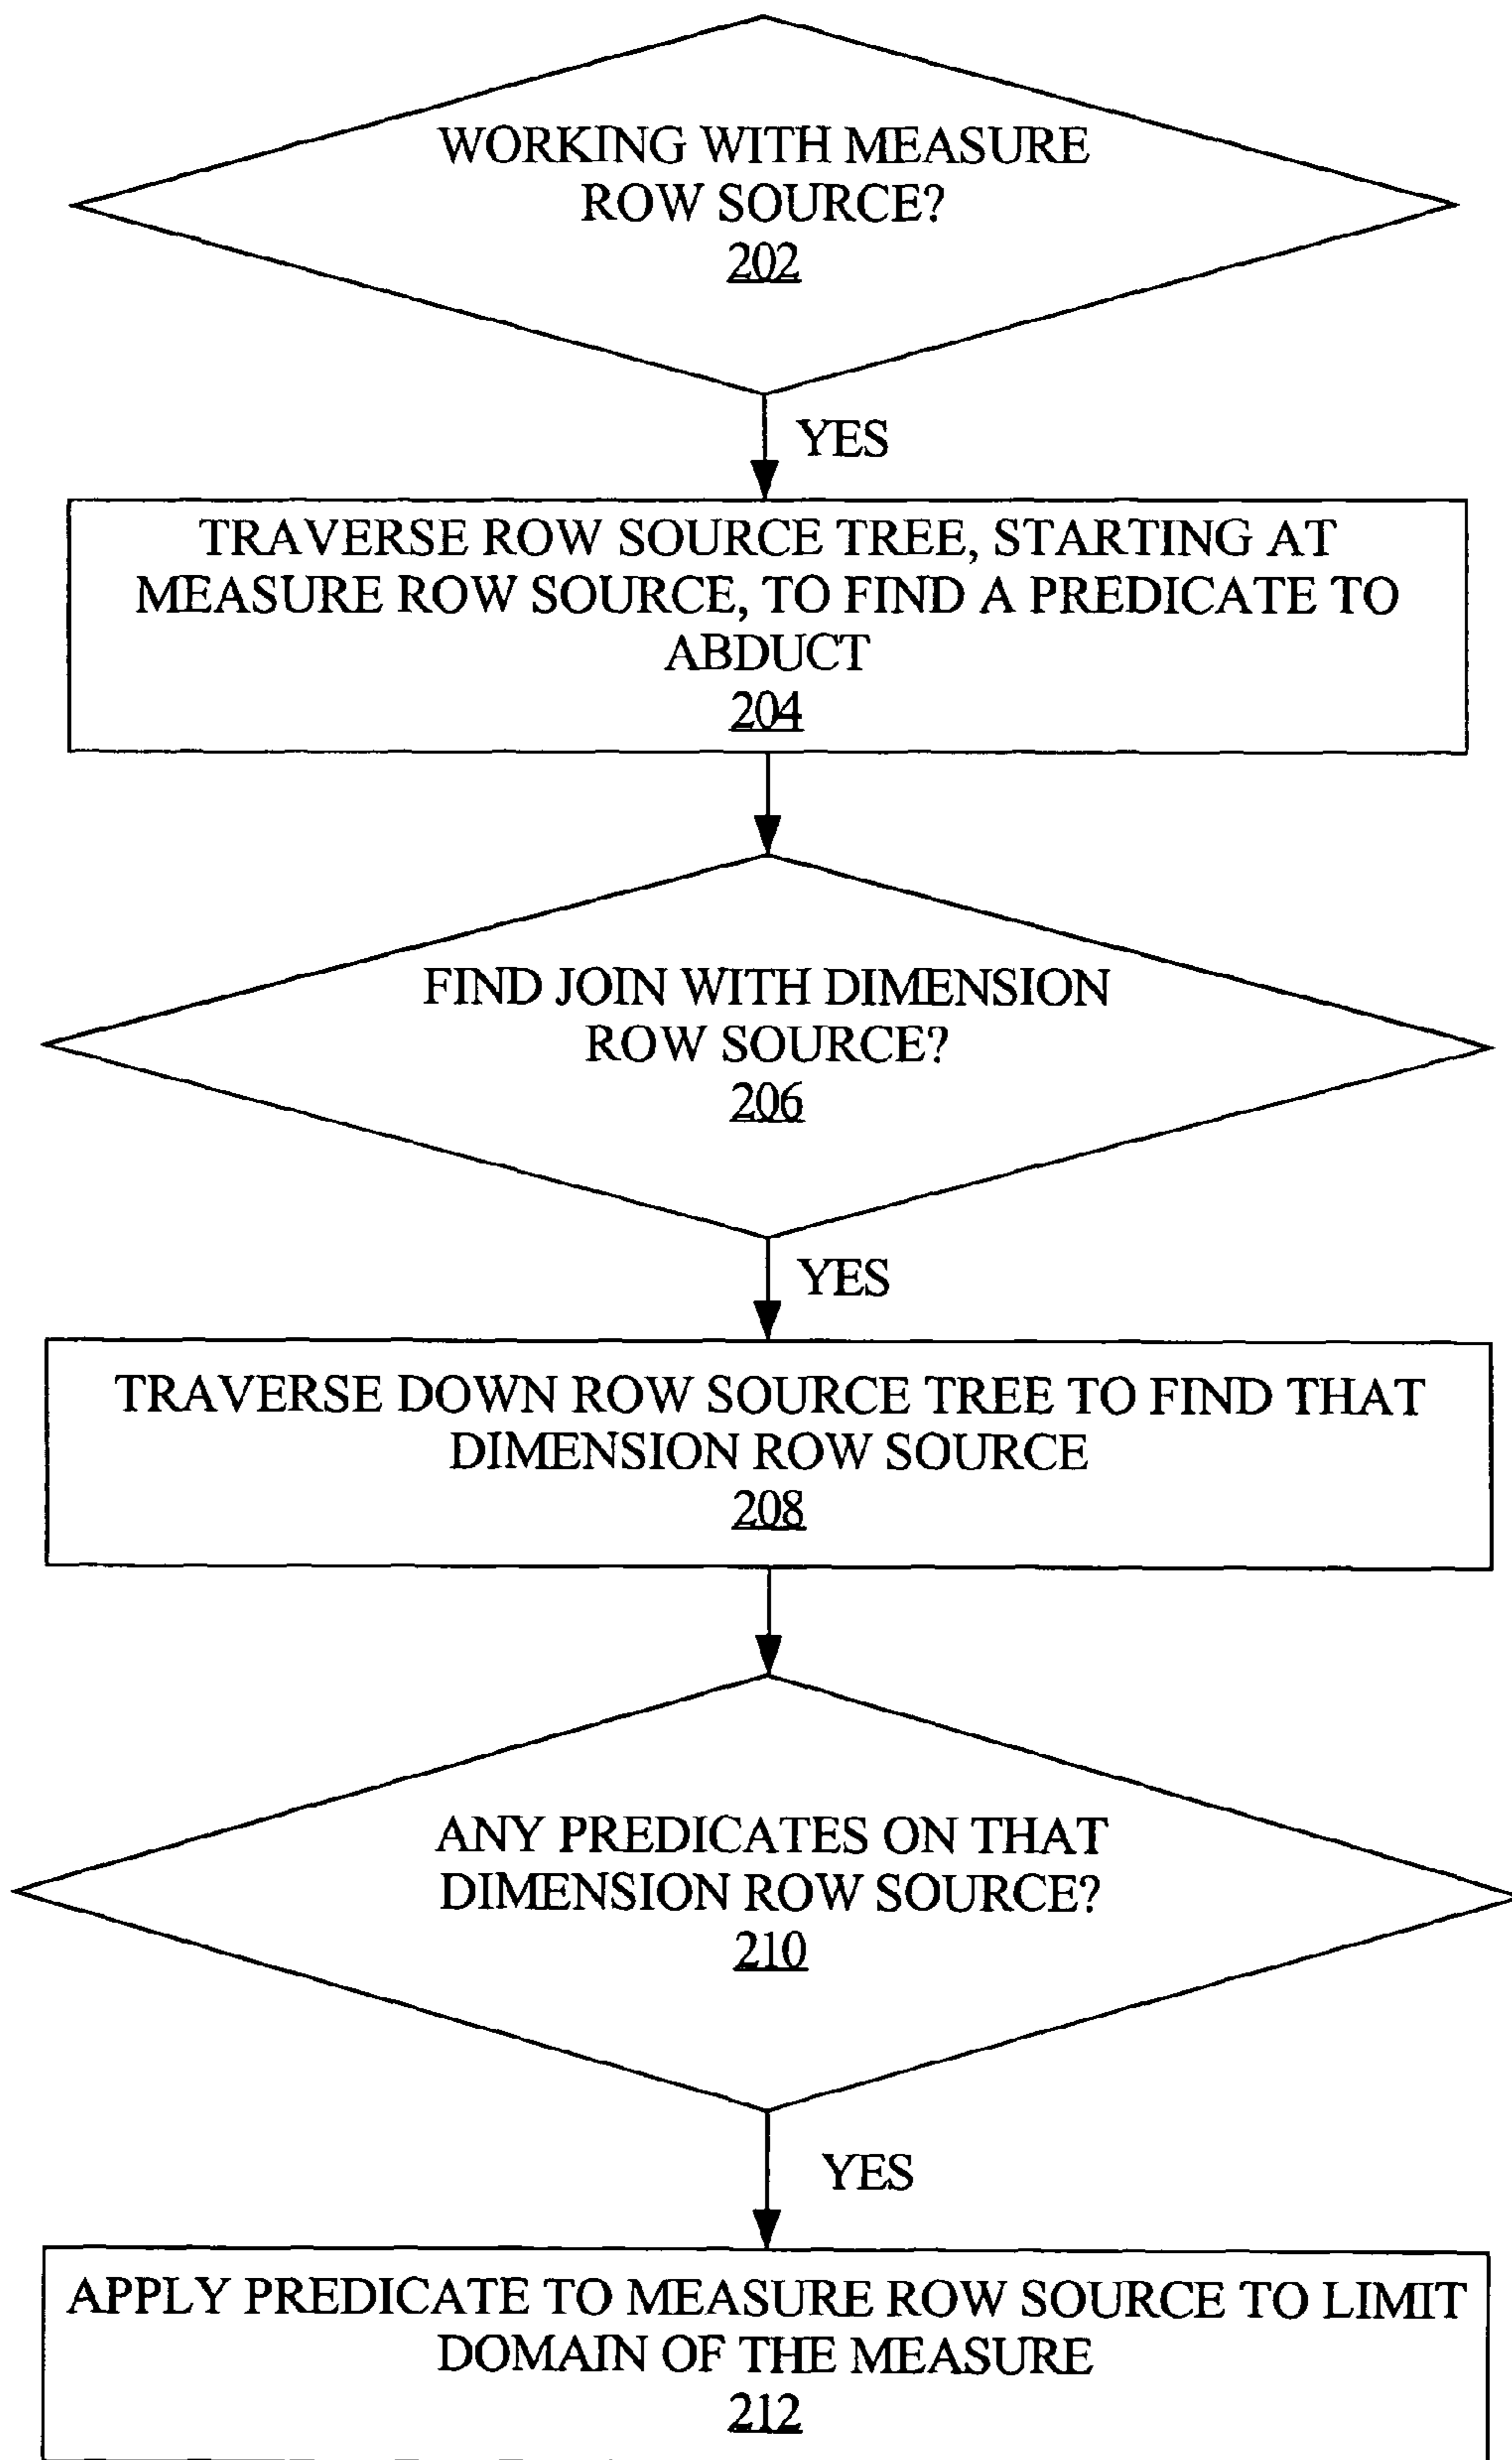 WORKING WITH MEASURE
ROW SOURCE?
202
YES
TRAVERSE ROW SOURCE TREE, STARTING AT
MEASURE ROW SOURCE, TO FIND A PREDICATE TO
ABDUCT
204
FIND JOIN WITH DIMENSION
ROW SOURCE?
206
YES
TRAVERSE DOWN ROW SOURCE TREE TO FIND THAT
DIMENSION ROW SOURCE
208
ANY PREDICATES ON THAT
DIMENSION ROW SOURCE?
210
YES
APPLY PREDICATE TO MEASURE ROW SOURCE TO LIMIT
DOMAIN OF THE MEASURE
212